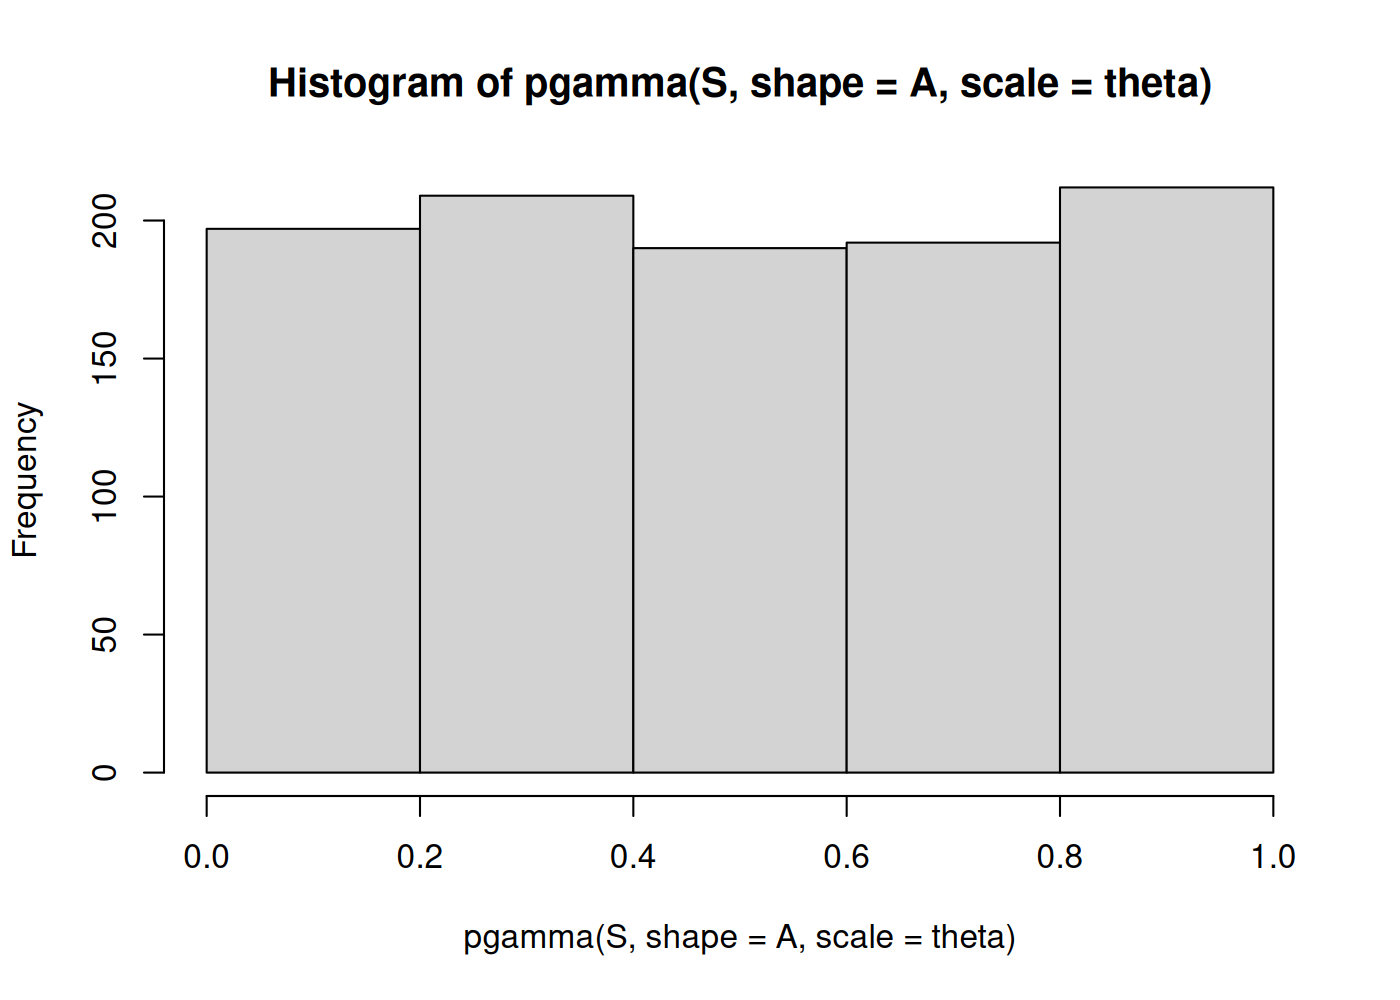 Histogram of pgamma(S, shape = A, scale = theta)
Frequency
200
150
100
50
0
0.0 0.2 0.4 0.6 0.8 1.0
pgamma(S, shape = A, scale = theta)